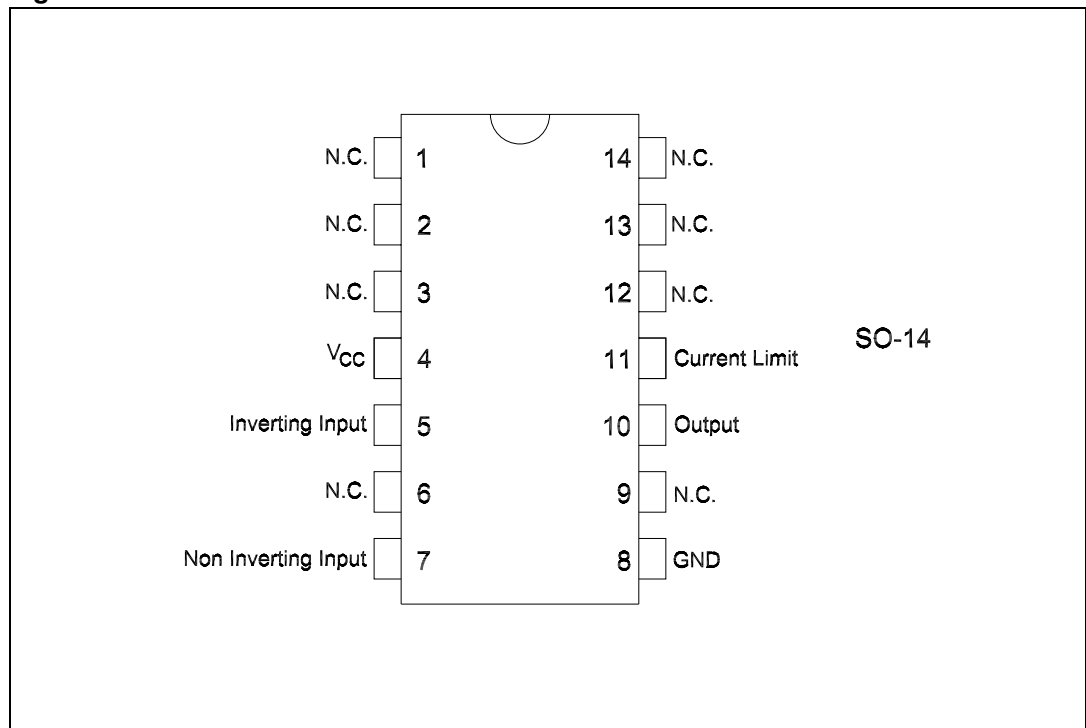 N.C. 1 14 N.C.
N.C. 2 13 N.C.
N.C. 3 12 N.C.
VCC 4 11 Current Limit
SO-14
Inverting Input 5 10 Output
N.C. 6 9 N.C.
Non Inverting Input 7 8 GND